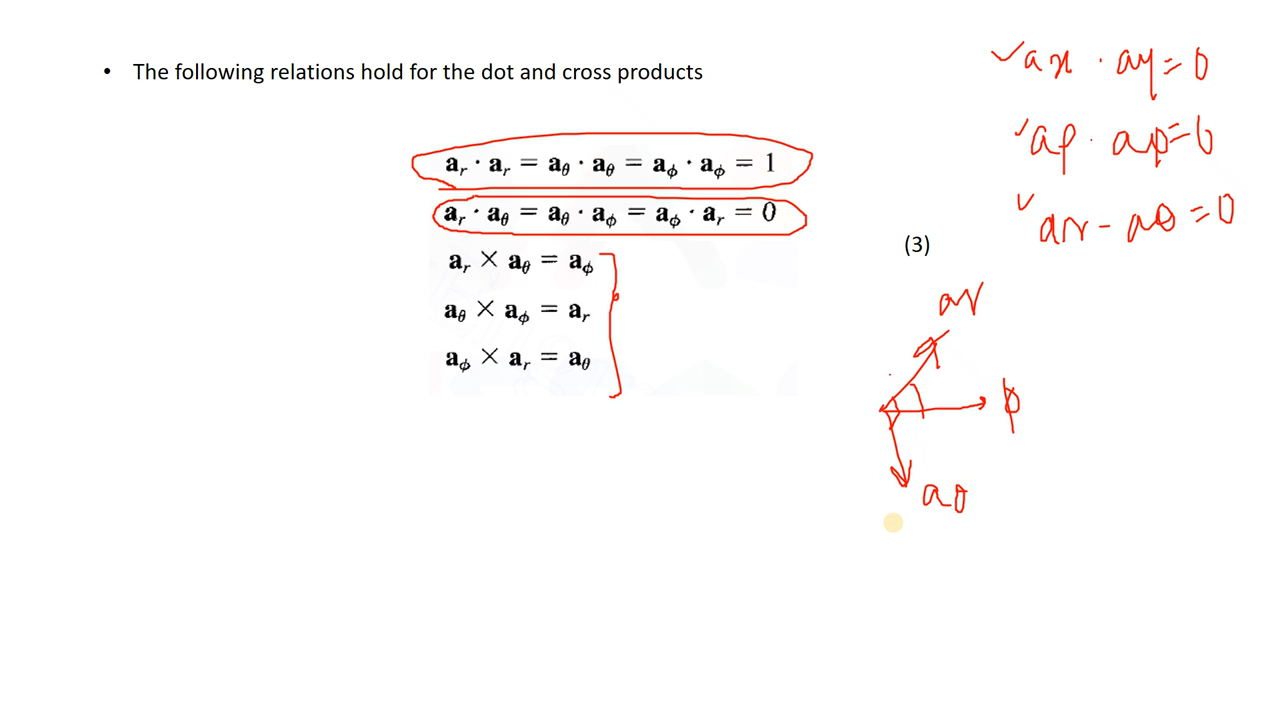 • The following relations hold for the dot and cross products
a_r · a_r = a_θ · a_θ = a_ϕ · a_ϕ = 1
a_r · a_θ = a_θ · a_ϕ = a_ϕ · a_r = 0
a_r × a_θ = a_ϕ
a_θ × a_ϕ = a_r
a_ϕ × a_r = a_θ
(3)
✓ax · ay = 0
✓aρ · aϕ = 0
✓ar - aθ = 0
ar
ϕ
aθ